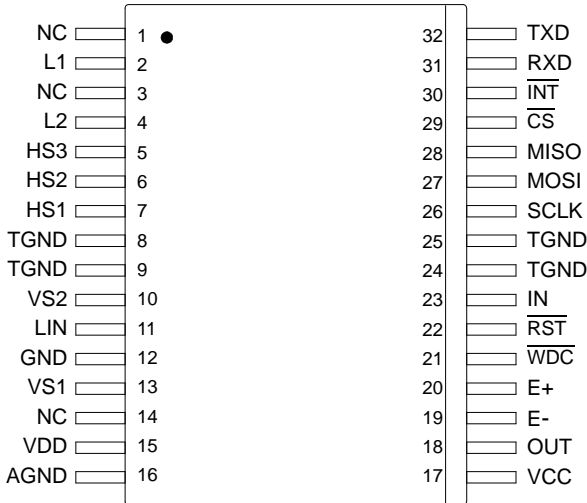 NC 1 32 TXD
L1 2 31 RXD
NC 3 30 INT
L2 4 29 CS
HS3 5 28 MISO
HS2 6 27 MOSI
HS1 7 26 SCLK
TGND 8 25 TGND
TGND 9 24 TGND
VS2 10 23 IN
LIN 11 22 RST
GND 12 21 WDC
VS1 13 20 E+
NC 14 19 E-
VDD 15 18 OUT
AGND 16 17 VCC